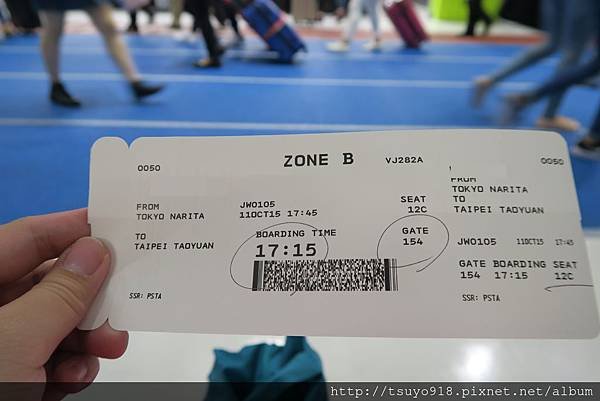 0050
ZONE B
VJ282A
0050
FROM
TOKYO NARITA
TO
TAIPEI TAOYUAN
JW0105
11OCT15 17:45
SEAT
12C
BOARDING TIME
17:15
GATE
154
SSR: PSTA
FROM
TOKYO NARITA
TO
TAIPEI TAOYUAN
JW0105 11OCT15 17:45
GATE BOARDING SEAT
154 17:15 12C
SSR: PSTA
http://tsuyo918.pixnet.net/album